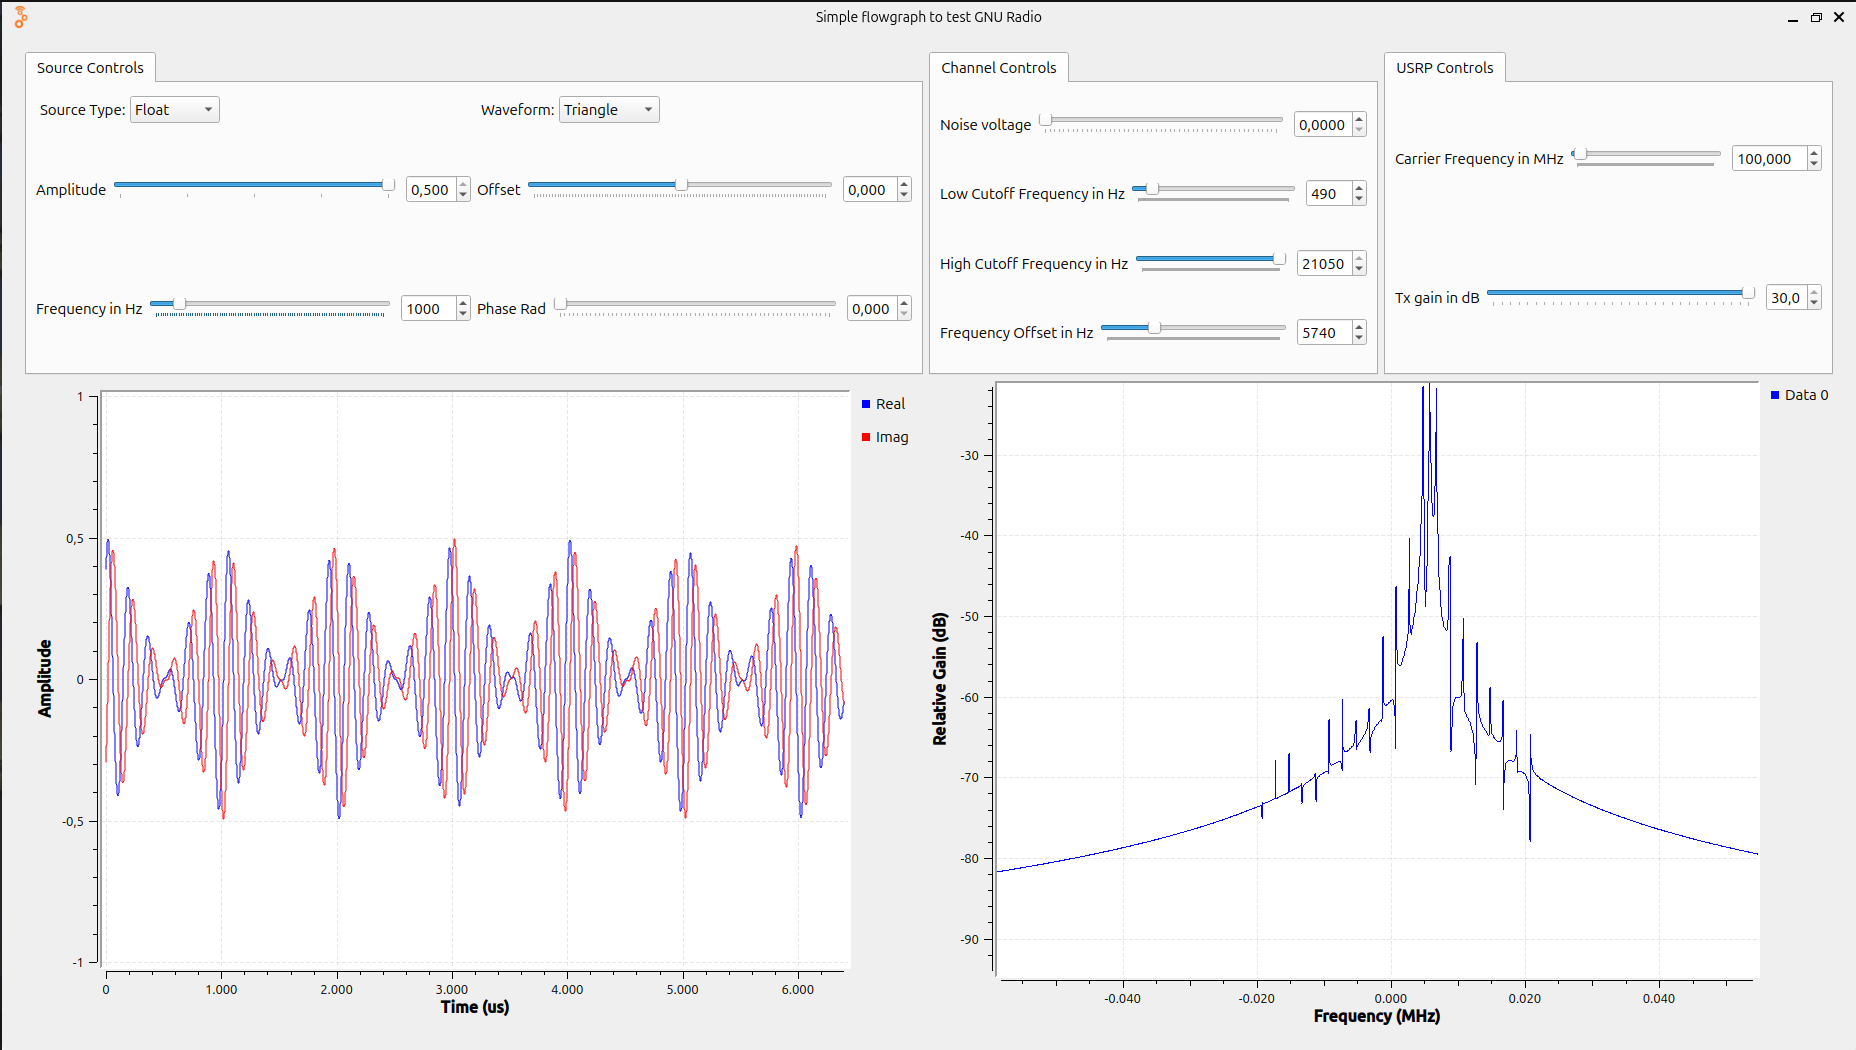 Simple flowgraph to test GNU Radio
Source Controls
Source Type: Float
Waveform: Triangle
Amplitude 0,500
Offset 0,000
Frequency in Hz 1000
Phase Rad 0,000
Channel Controls
Noise voltage 0,0000
Low Cutoff Frequency in Hz 490
High Cutoff Frequency in Hz 21050
Frequency Offset in Hz 5740
USRP Controls
Carrier Frequency in MHz 100,000
Tx gain in dB 30,0
1
0,5
0
-0,5
-1
Amplitude
0 1.000 2.000 3.000 4.000 5.000 6.000
Time (us)
Real
Imag
-30
-40
-50
-60
-70
-80
-90
Relative Gain (dB)
-0.040 -0.020 0.000 0.020 0.040
Frequency (MHz)
Data 0